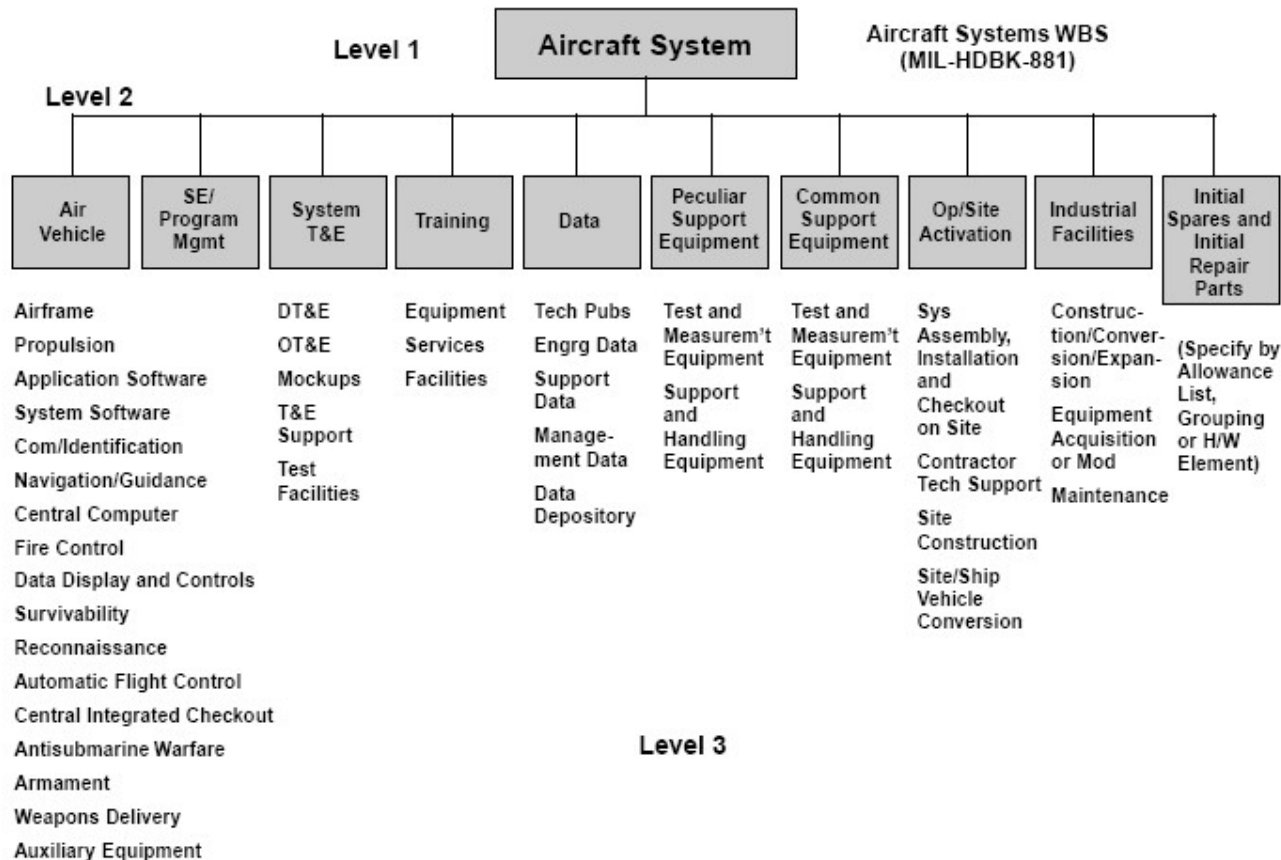 Level 1
Aircraft System
Aircraft Systems WBS
(MIL-HDBK-881)
Level 2
Air
Vehicle
SE/
Program
Mgmt
System
T&E
Training
Data
Peculiar
Support
Equipment
Common
Support
Equipment
Op/Site
Activation
Industrial
Facilities
Initial
Spares and
Initial
Repair
Parts
Airframe
Propulsion
Application Software
System Software
Com/Identification
Navigation/Guidance
Central Computer
Fire Control
Data Display and Controls
Survivability
Reconnaissance
Automatic Flight Control
Central Integrated Checkout
Antisubmarine Warfare
Armament
Weapons Delivery
Auxiliary Equipment
DT&E
OT&E
Mockups
T&E
Support
Test
Facilities
Equipment
Services
Facilities
Tech Pubs
Engrg Data
Support
Data
Manage-
ment Data
Data
Depository
Test and
Measurem't
Equipment
Support
and
Handling
Equipment
Test and
Measurem't
Equipment
Support
and
Handling
Equipment
Sys
Assembly,
Installation
and
Checkout
on Site
Contractor
Tech Support
Site
Construction
Site/Ship
Vehicle
Conversion
Construc-
tion/Conver-
sion/Expan-
sion
Equipment
Acquisition
or Mod
Maintenance
(Specify by
Allowance
List,
Grouping
or H/W
Element)
Level 3